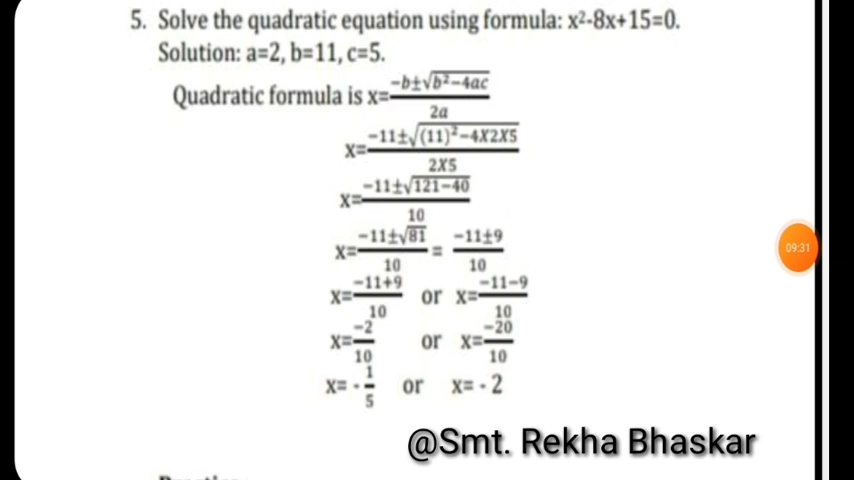 5. Solve the quadratic equation using formula: x²-8x+15=0.
Solution: a=2, b=11, c=5.
Quadratic formula is x=(-b±√(b²-4ac))/2a
x=(-11±√((11)²-4X2X5))/2X5
x=(-11±√(121-40))/10
x=(-11±√81)/10 = (-11±9)/10
x=(-11+9)/10 or x=(-11-9)/10
x=(-2)/10 or x=(-20)/10
x= -1/5 or x= -2
@Smt. Rekha Bhaskar
09:31